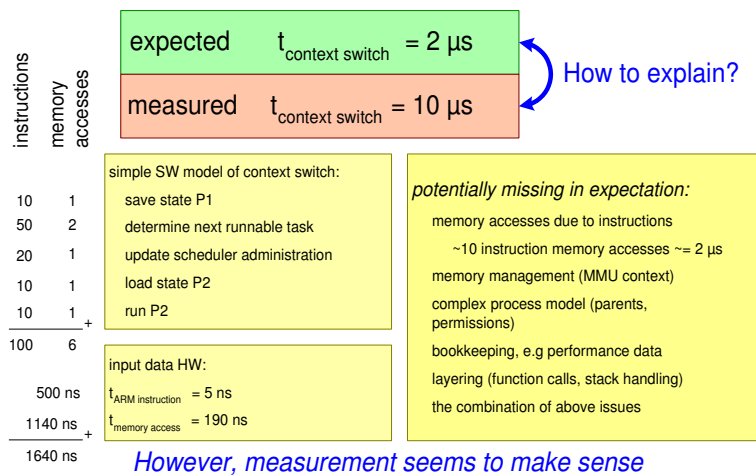 expected t context switch = 2 µs
measured t context switch = 10 µs
How to explain?
instructions
memory
accesses
simple SW model of context switch:
10 1 save state P1
50 2 determine next runnable task
20 1 update scheduler administration
10 1 load state P2
10 1 run P2
+
100 6
input data HW:
500 ns t ARM instruction = 5 ns
1140 ns t memory access = 190 ns
+
1640 ns
potentially missing in expectation:
memory accesses due to instructions
~10 instruction memory accesses ~= 2 µs
memory management (MMU context)
complex process model (parents,
permissions)
bookkeeping, e.g performance data
layering (function calls, stack handling)
the combination of above issues
However, measurement seems to make sense